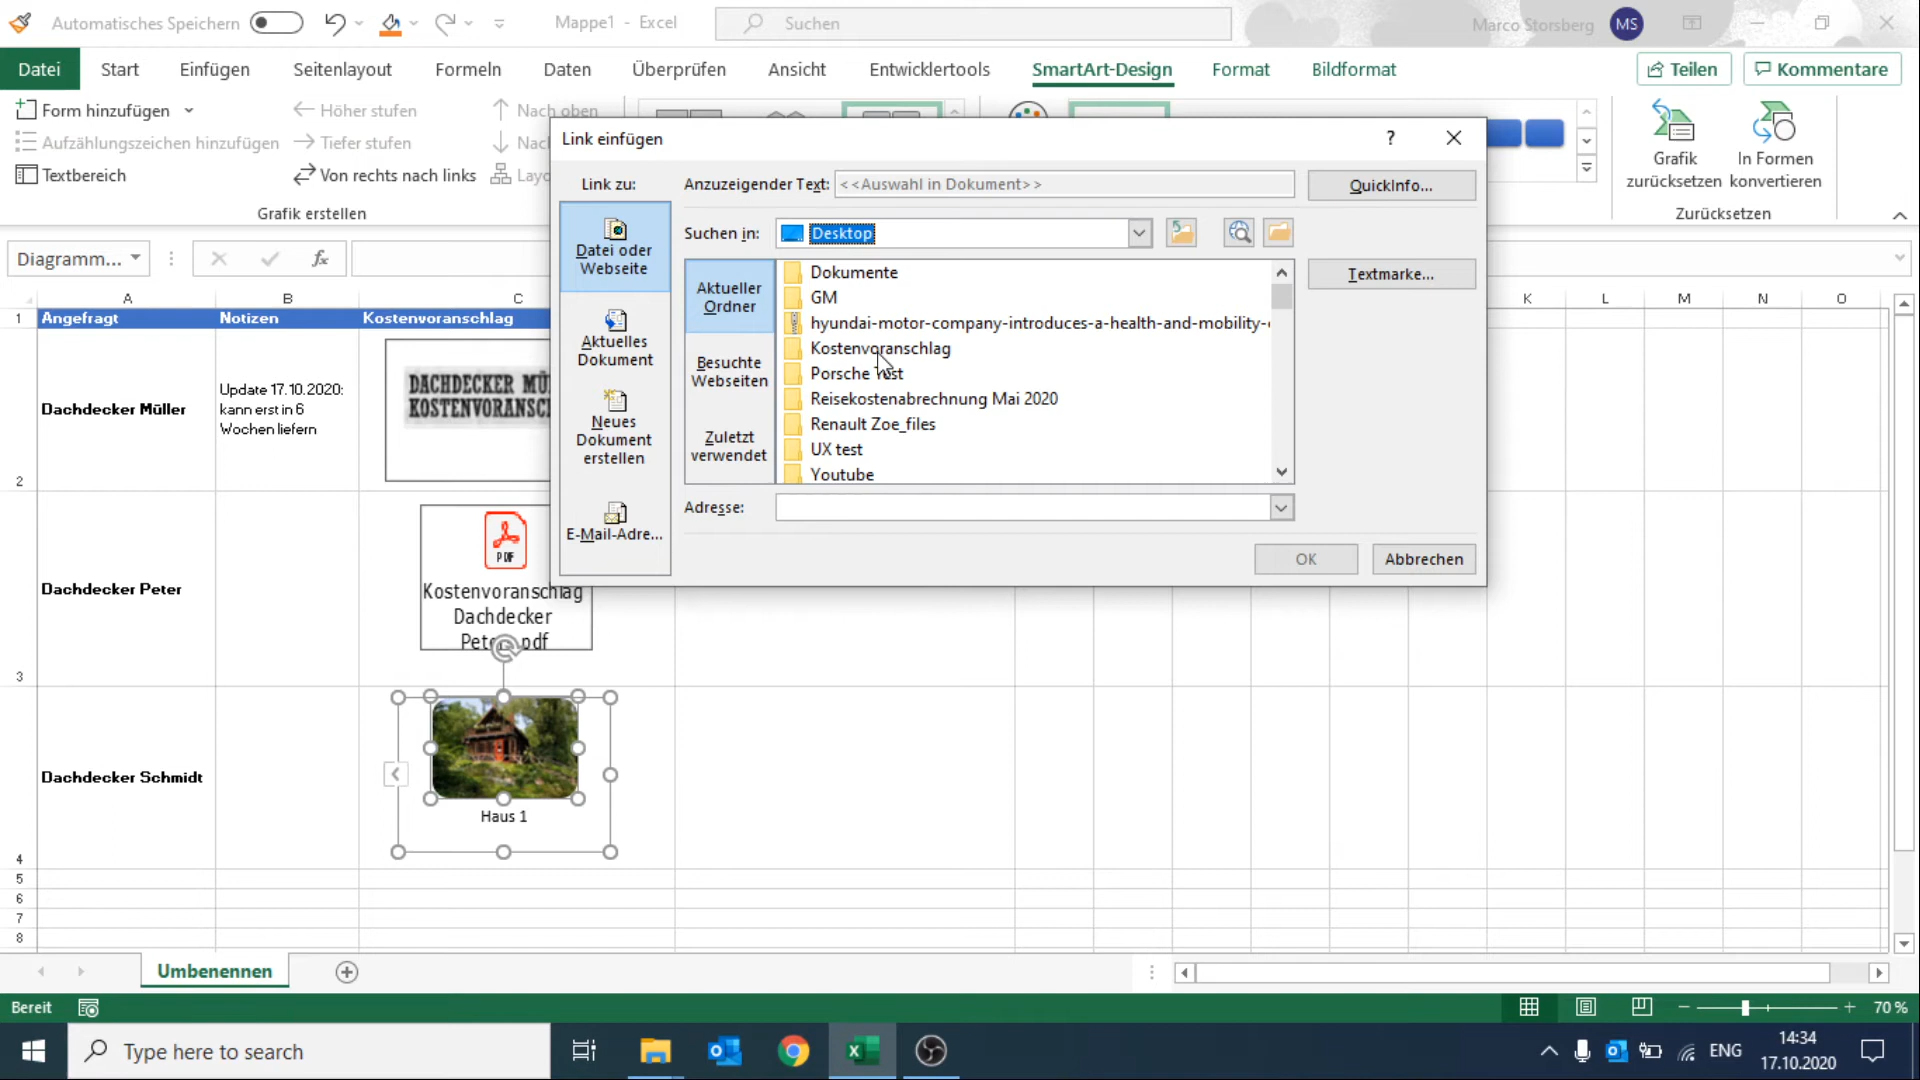 Automatisches Speichern
Mappe1 - Excel
Suchen
Marco Storsberg
MS
Datei
Start
Einfügen
Seitenlayout
Formeln
Daten
Überprüfen
Ansicht
Entwicklertools
SmartArt-Design
Format
Bildformat
Teilen
Kommentare
Form hinzufügen
Höher stufen
Nach oben
Aufzählungszeichen hinzufügen
Tiefer stufen
Textbereich
Von rechts nach links
Grafik erstellen
Grafik
zurücksetzen
In Formen
konvertieren
Zurücksetzen
Link einfügen
?
Link zu:
Anzuzeigender Text:
<<Auswahl in Dokument>>
QuickInfo...
Datei oder
Webseite
Suchen in:
Desktop
Textmarke...
Aktuelles
Dokument
Neues
Dokument
erstellen
E-Mail-Adre...
Aktueller
Ordner
Besuchte
Webseiten
Zuletzt
verwendet
Dokumente
GM
hyundai-motor-company-introduces-a-health-and-mobility-
Kostenvoranschlag
Porsche
Reisekostenabrechnung Mai 2020
Renault Zoe_files
UX test
Youtube
Adresse:
OK
Abbrechen
Diagramm...
fx
A
B
C
K
L
M
N
O
1
Angefragt
Notizen
Kostenvoranschlag
2
Dachdecker Müller
Update 17.10.2020:
kann erst in 6
Wochen liefern
DACHDECKER MÜ
KOSTENVORANSC
3
Dachdecker Peter
PDF
Kostenvoranschlag
Dachdecker
4
Dachdecker Schmidt
Haus 1
5
6
7
8
Umbenennen
Bereit
70 %
Type here to search
ENG
14:34
17.10.2020